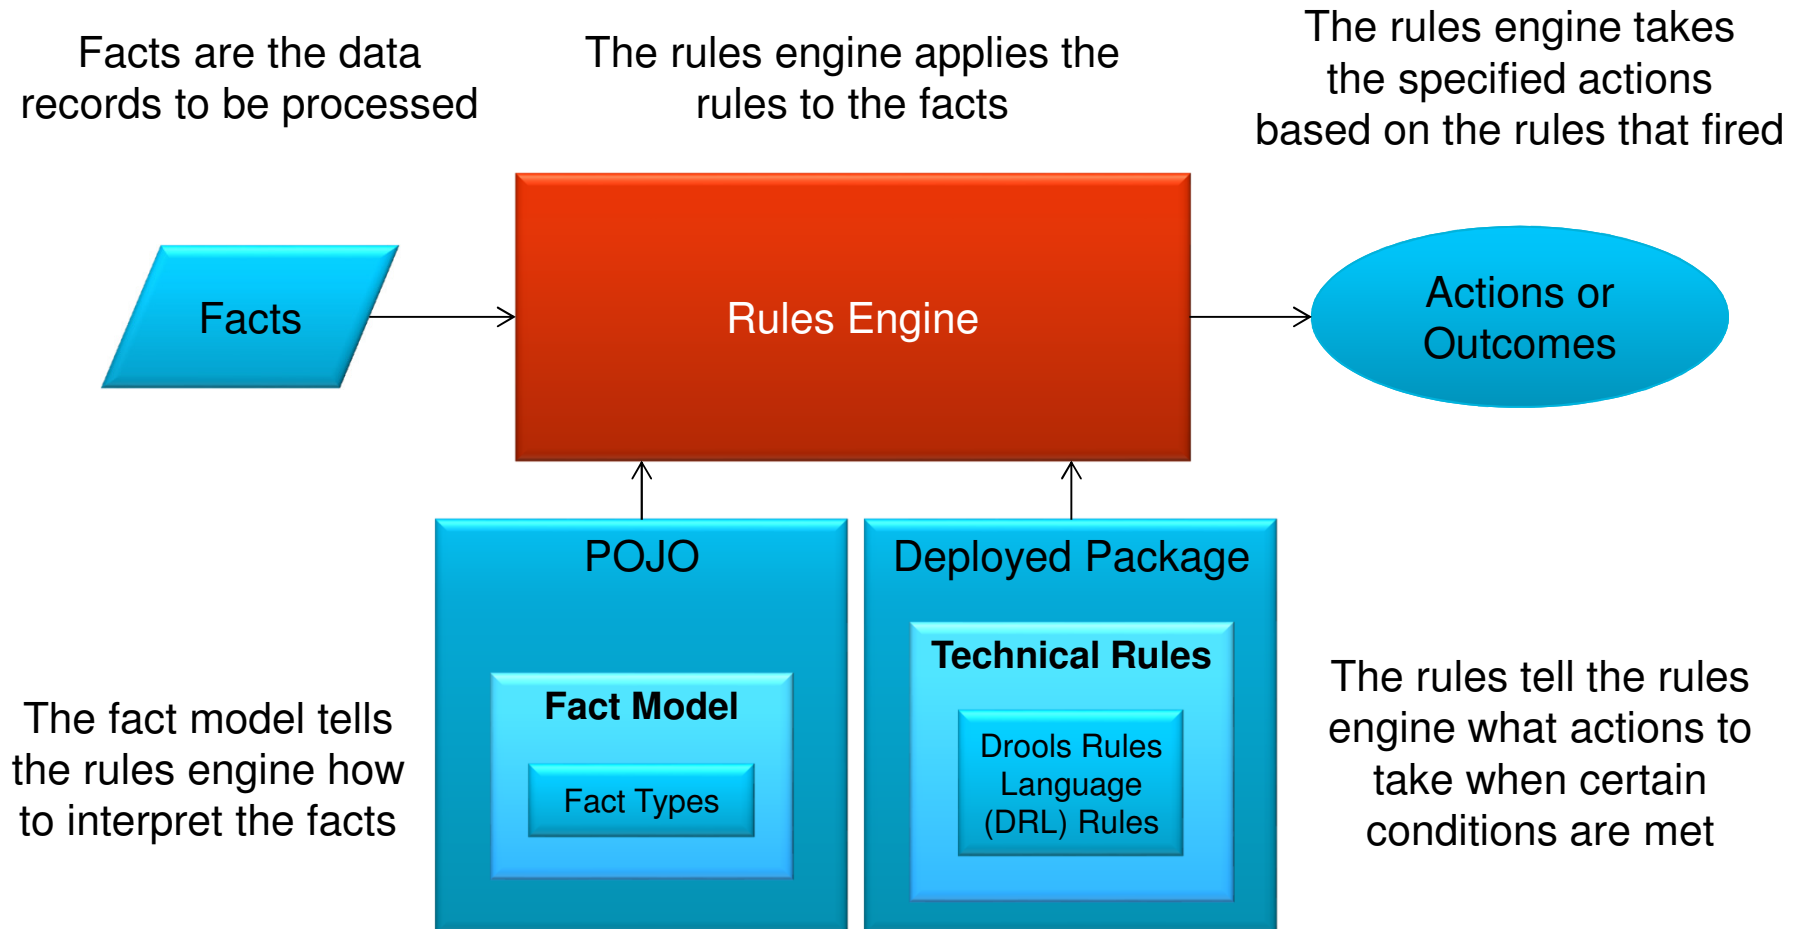 Facts are the data
records to be processed
The rules engine applies the
rules to the facts
The rules engine takes
the specified actions
based on the rules that fired
Facts
Rules Engine
Actions or
Outcomes
POJO
Fact Model
Fact Types
Deployed Package
Technical Rules
Drools Rules
Language
(DRL) Rules
The fact model tells
the rules engine how
to interpret the facts
The rules tell the rules
engine what actions to
take when certain
conditions are met